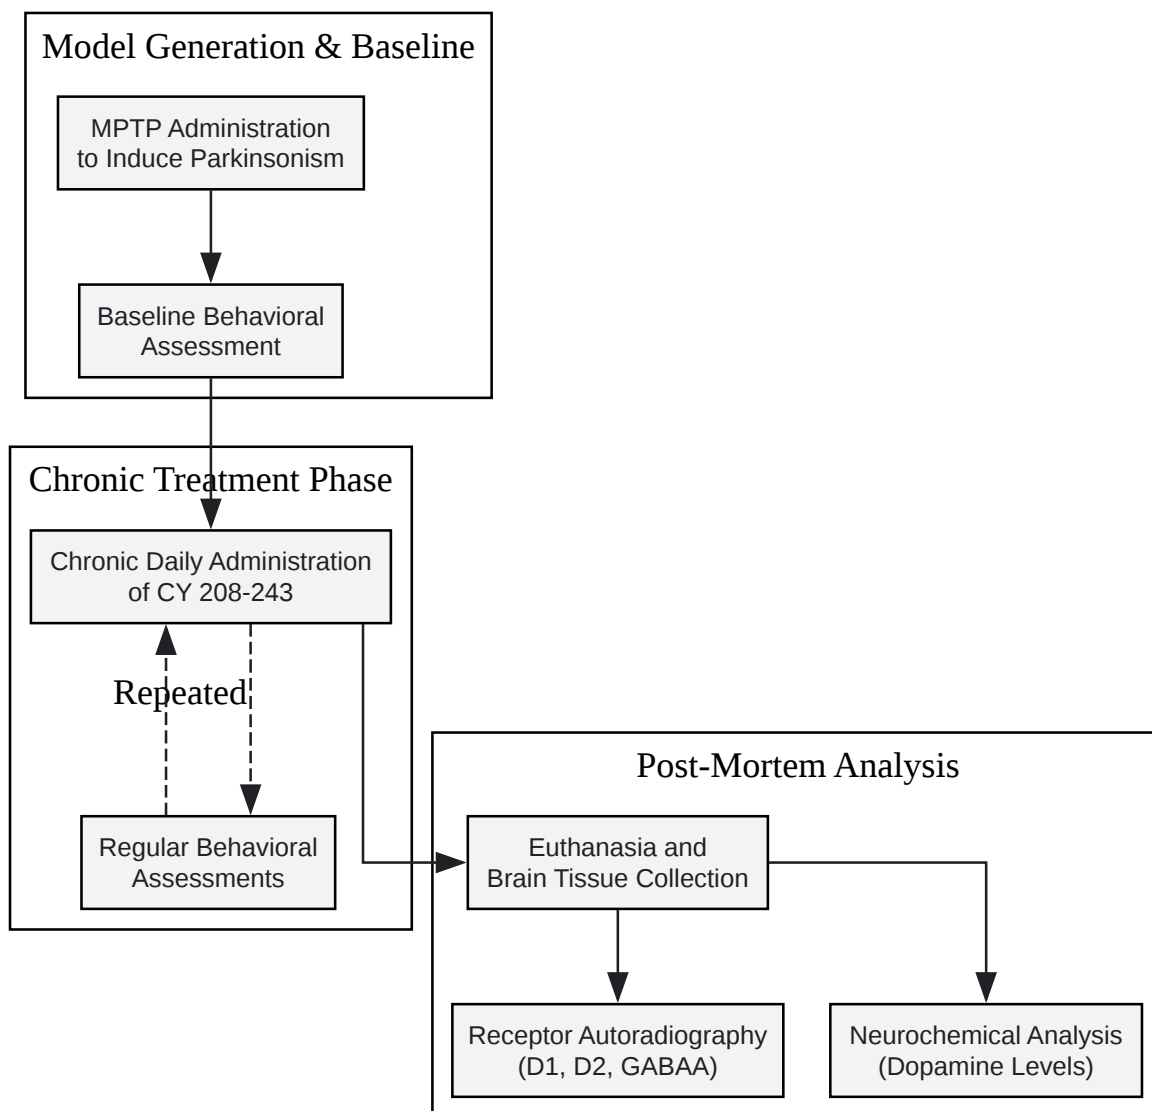 Model Generation & Baseline
MPTP Administration
to Induce Parkinsonism
Baseline Behavioral
Assessment
Chronic Treatment Phase
Chronic Daily Administration
of CY 208-243
Repeated
Regular Behavioral
Assessments
Post-Mortem Analysis
Euthanasia and
Brain Tissue Collection
Receptor Autoradiography
(D1, D2, GABAA)
Neurochemical Analysis
(Dopamine Levels)